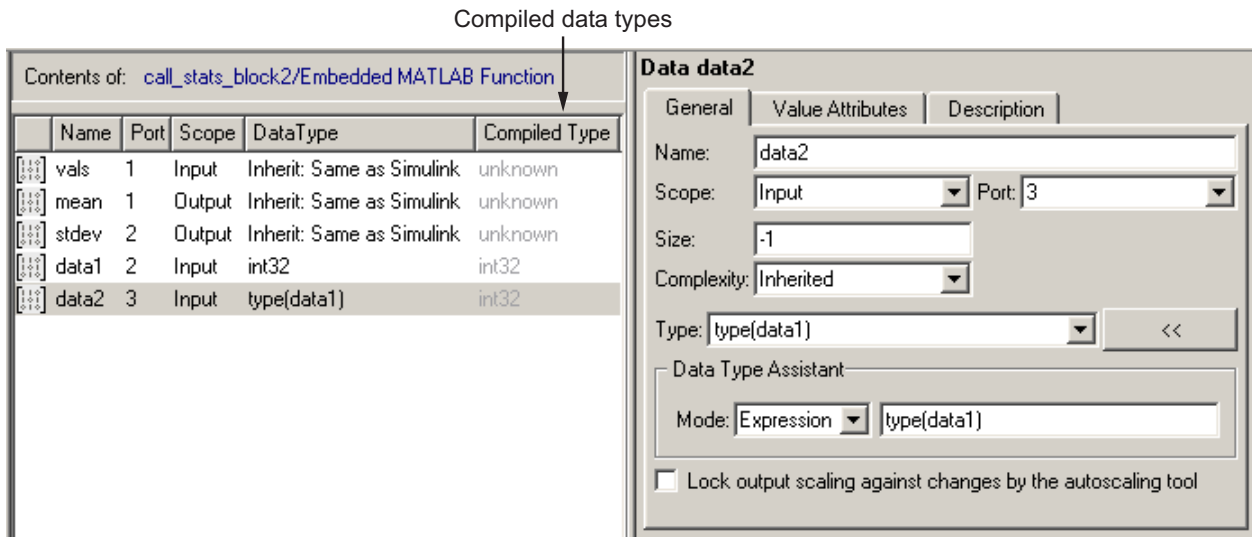 Compiled data types
Contents of: call_stats_block2/Embedded MATLAB Function
Name Port Scope DataType Compiled Type
vals 1 Input Inherit: Same as Simulink unknown
mean 1 Output Inherit: Same as Simulink unknown
stdev 2 Output Inherit: Same as Simulink unknown
data1 2 Input int32 int32
data2 3 Input type(data1) int32
Data data2
General Value Attributes Description
Name: data2
Scope: Input Port: 3
Size: -1
Complexity: Inherited
Type: type(data1) <<
Data Type Assistant
Mode: Expression type(data1)
Lock output scaling against changes by the autoscaling tool